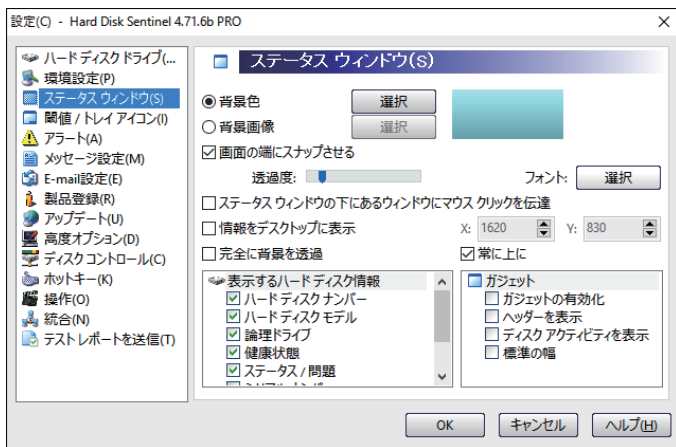 設定(C) - Hard Disk Sentinel 4.71.6b PRO
ハード ディスク ドライブ(...
環境設定(P)
ステータス ウィンドウ(S)
閾値 / トレイ アイコン(I)
アラート(A)
メッセージ設定(M)
E-mail設定(E)
製品登録(R)
アップデート(U)
高度オプション(D)
ディスク コントロール(C)
ホットキー(K)
操作(O)
統合(N)
テスト レポートを送信(T)
ステータス ウィンドウ(S)
背景色 選択
背景画像 選択
画面の端にスナップさせる
透過度: フォント: 選択
ステータス ウィンドウの下にあるウィンドウにマウス クリックを伝達
情報をデスクトップに表示 X: 1620 Y: 830
完全に背景を透過 常に上に
表示するハード ディスク情報
ハード ディスク ナンバー
ハード ディスク モデル
論理ドライブ
健康状態
ステータス / 問題
ガジェット
ガジェットの有効化
ヘッダーを表示
ディスク アクティビティを表示
標準の幅
OK キャンセル ヘルプ(H)